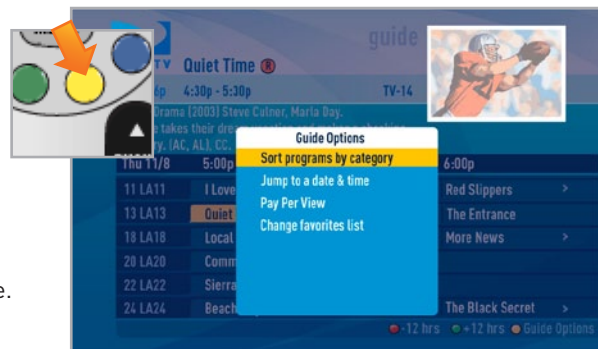 guide
TV
Quiet Time ®
6p 4:30p - 5:30p TV-14
Drama (2003) Steve Culner, Marla Day.
takes their
(AC, AL), CC,
Guide Options
Sort programs by category
Jump to a date & time
Pay Per View
Change favorites list
Thu 11/8 5:00p 6:00p
11 LA11 I Love Red Slippers >
13 LA13 Quiet The Entrance
18 LA18 Local More News >
20 LA20 Comm
22 LA22 Sierra
24 LA24 Beach The Black Secret >
-12 hrs +12 hrs Guide Options
e.